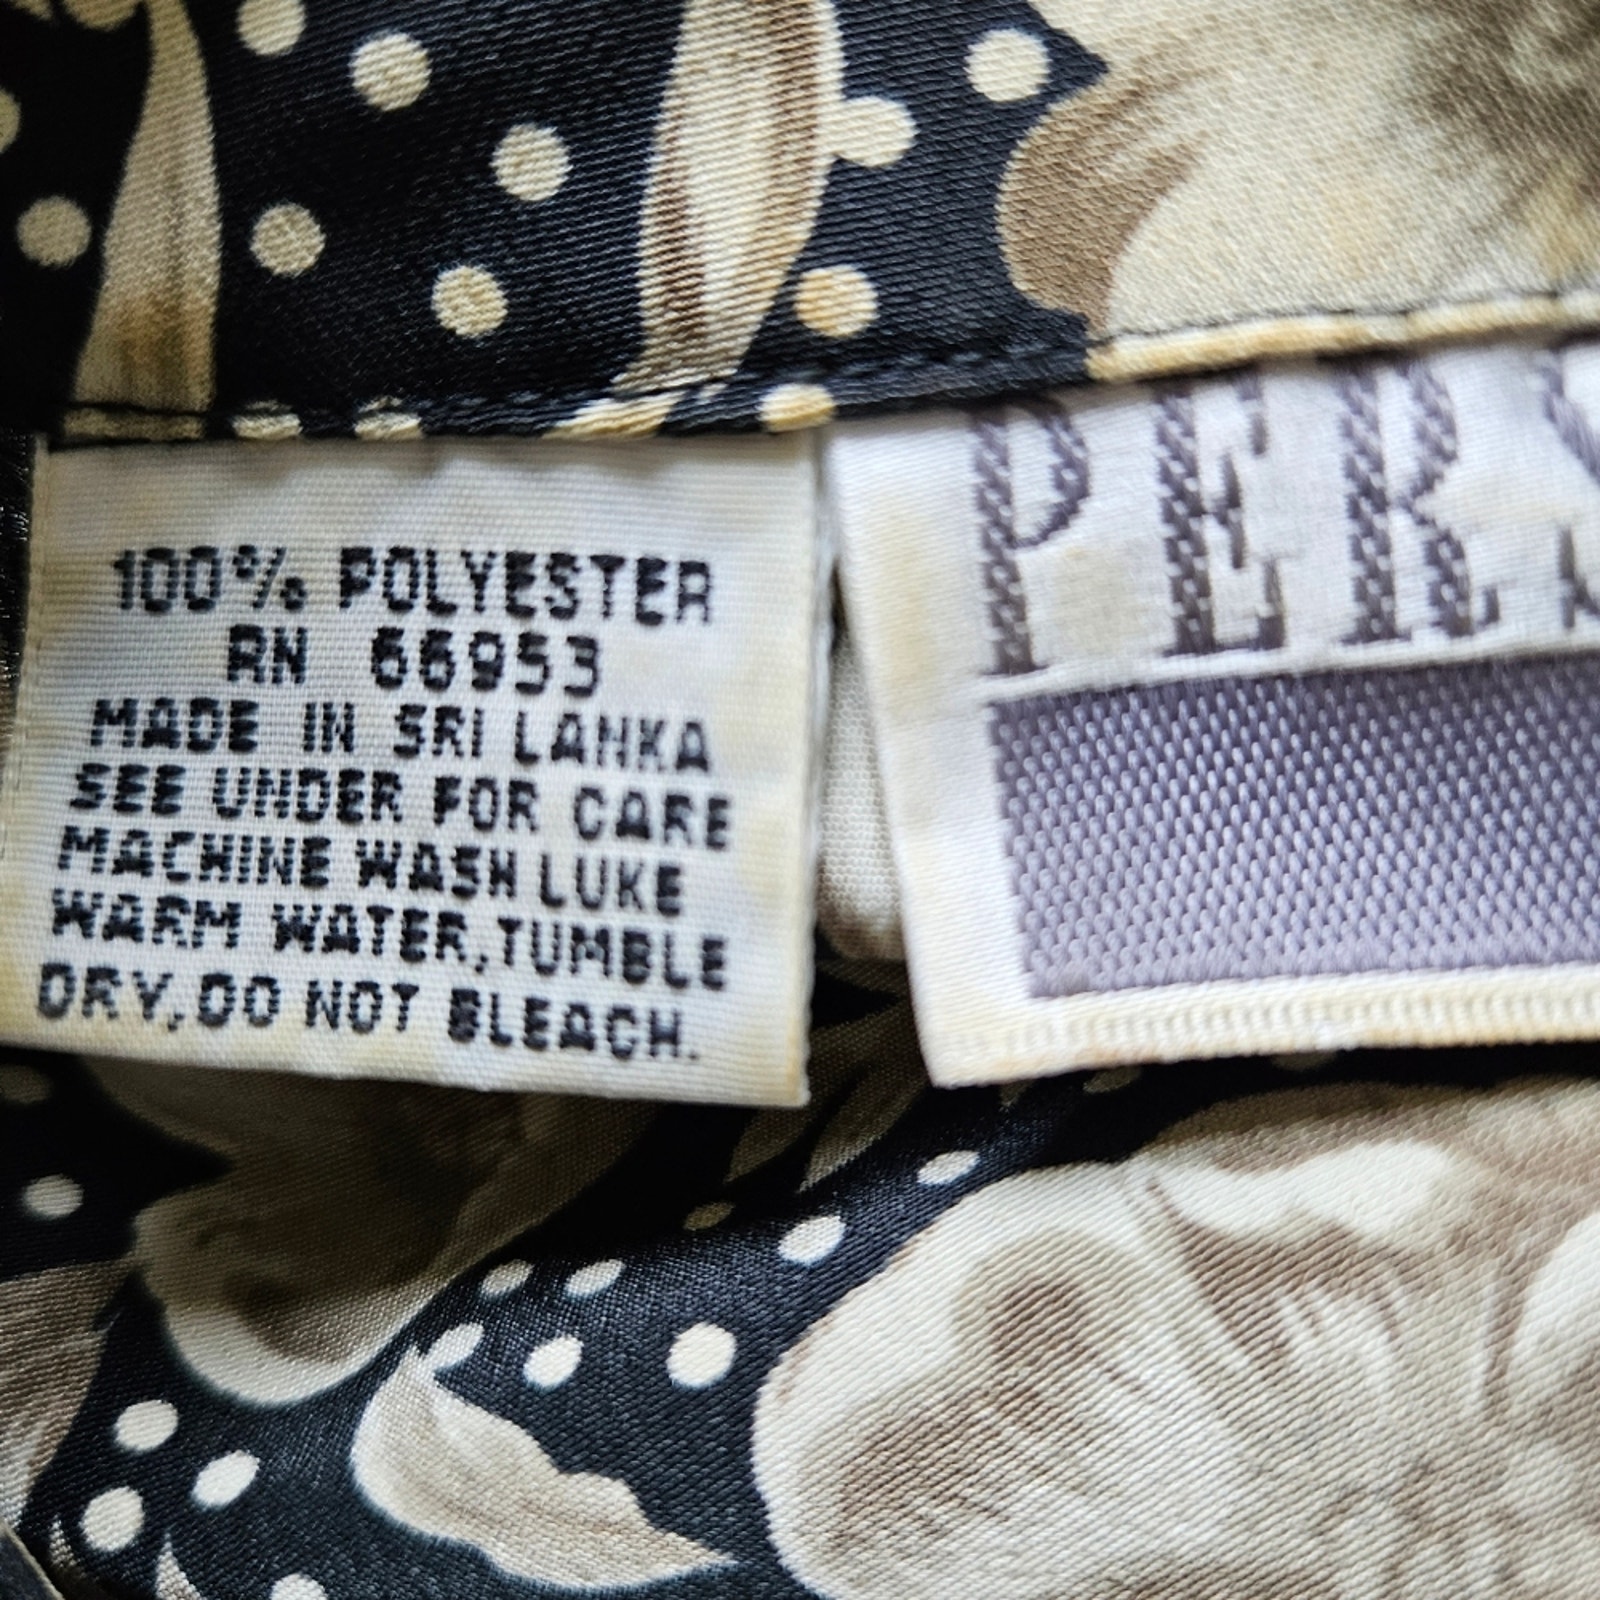 100% POLYESTER
RN 66953
MADE IN SRI LANKA
SEE UNDER FOR CARE
MACHINE WASH LUKE
WARM WATER,TUMBLE
DRY,DO NOT BLEACH.
PERS